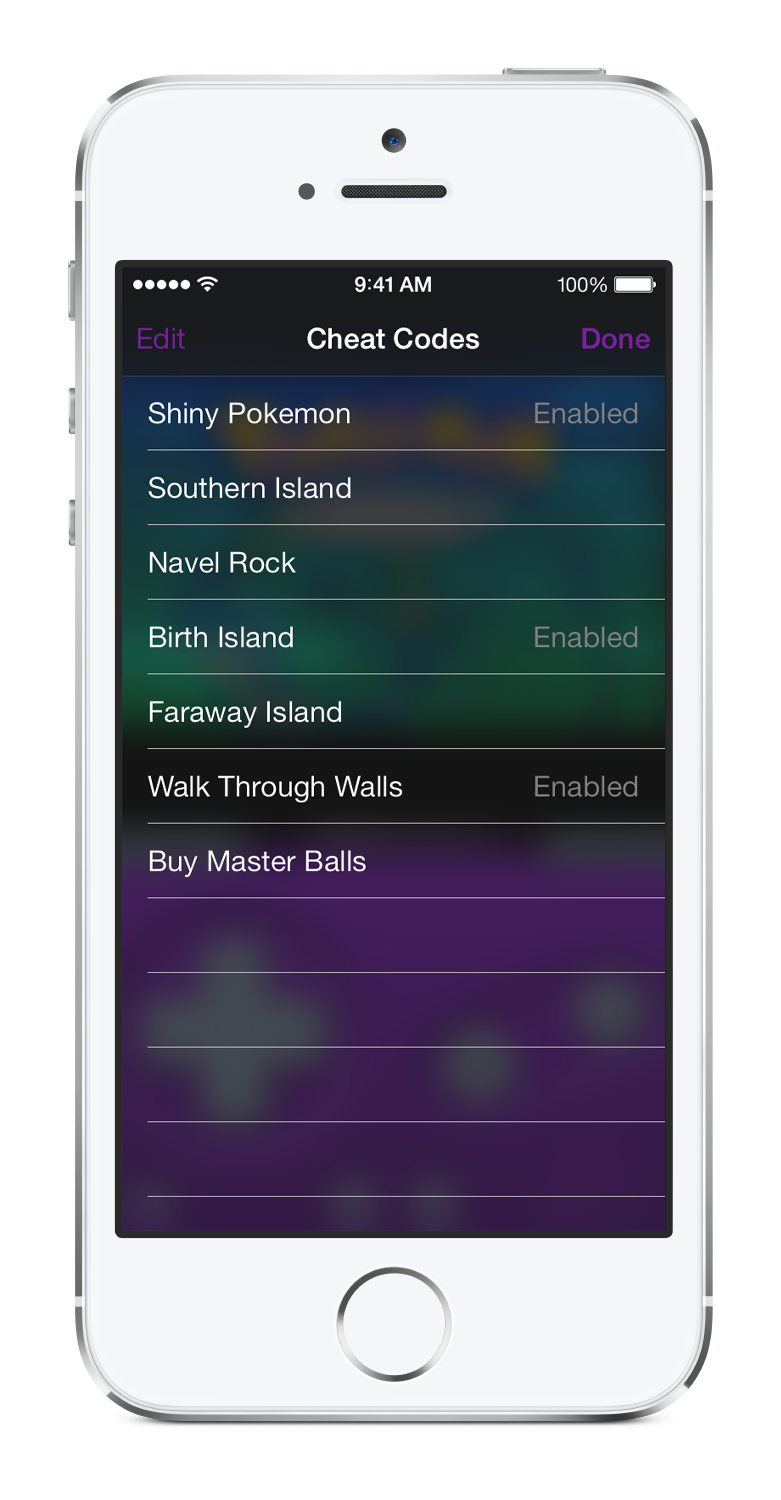 9:41 AM 100%
Edit Cheat Codes Done
Shiny Pokemon Enabled
Southern Island
Navel Rock
Birth Island Enabled
Faraway Island
Walk Through Walls Enabled
Buy Master Balls